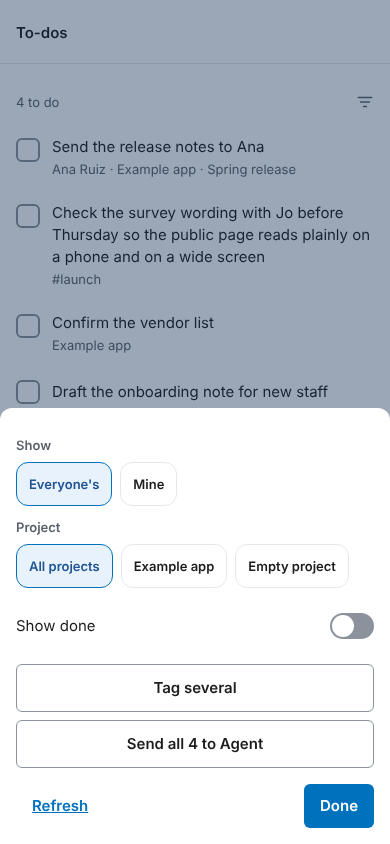 To-dos
4 to do
Send the release notes to Ana
Ana Ruiz · Example app · Spring release
Check the survey wording with Jo before
Thursday so the public page reads plainly on
a phone and on a wide screen
#launch
Confirm the vendor list
Example app
Draft the onboarding note for new staff
Show
Everyone's
Mine
Project
All projects
Example app
Empty project
Show done
Tag several
Send all 4 to Agent
Refresh
Done